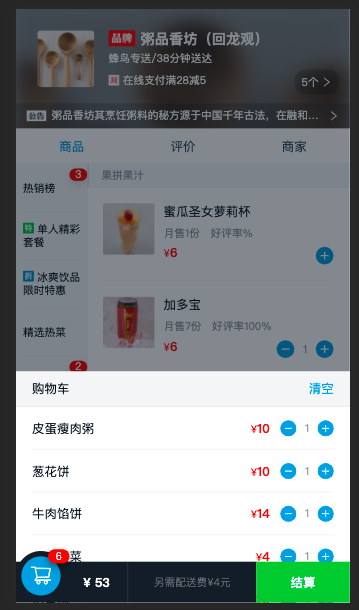 品牌 粥品香坊（回龙观）
蜂鸟专送/38分钟送达
减 在线支付满28减5
5个 >
公告 粥品香坊其烹饪粥料的秘方源于中国千年古法，在融和... >
商品 评价 商家
热销榜 3
特 单人精彩
套餐
新 冰爽饮品
限时特惠
精选热菜
2
果拼果汁
蜜瓜圣女萝莉杯
月售1份 好评率%
¥6
加多宝
月售7份 好评率100%
¥6 1
购物车 清空
皮蛋瘦肉粥 ¥10 1
葱花饼 ¥10 1
牛肉馅饼 ¥14 1
菜 ¥4 1
6
¥ 53 另需配送费¥4元 结算